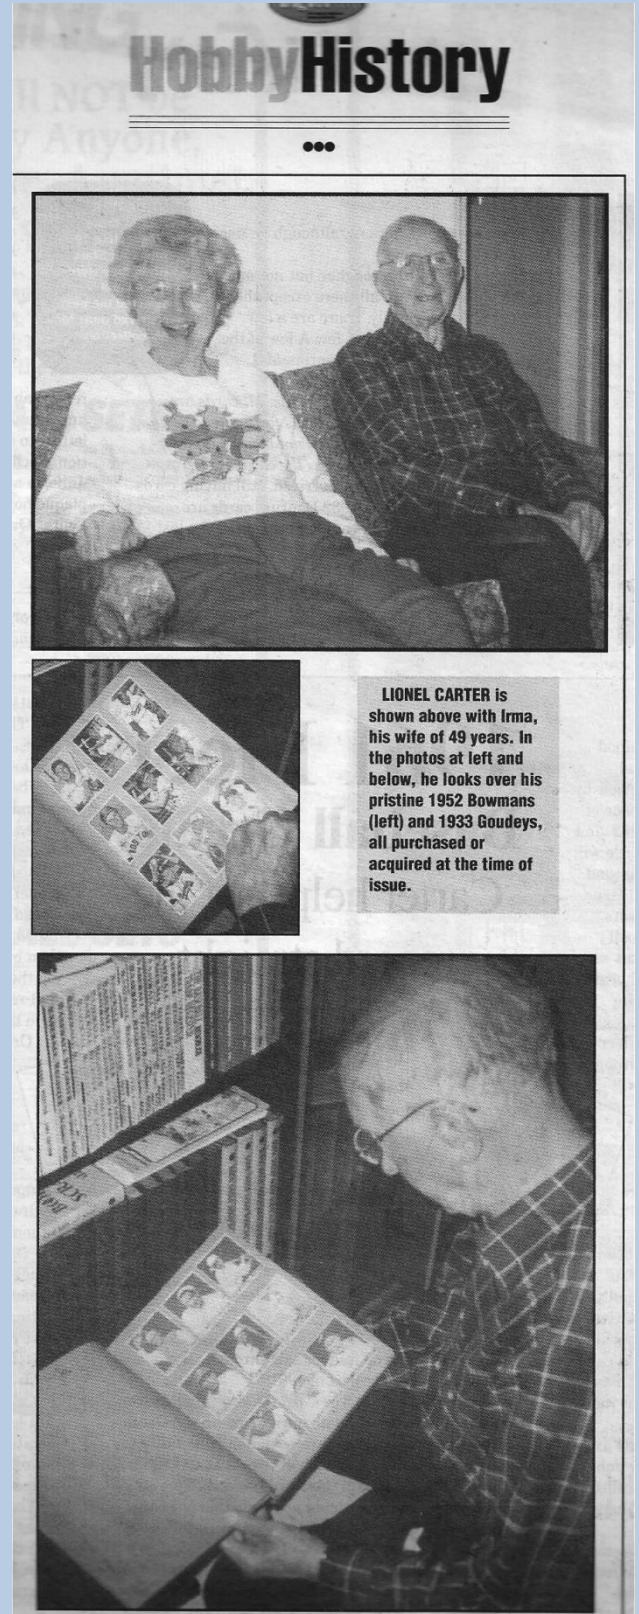 HobbyHistory
LIONEL CARTER is
shown above with Irma,
his wife of 49 years. In
the photos at left and
below, he looks over his
pristine 1952 Bowmans
(left) and 1933 Goudeys,
all purchased or
acquired at the time of
issue.